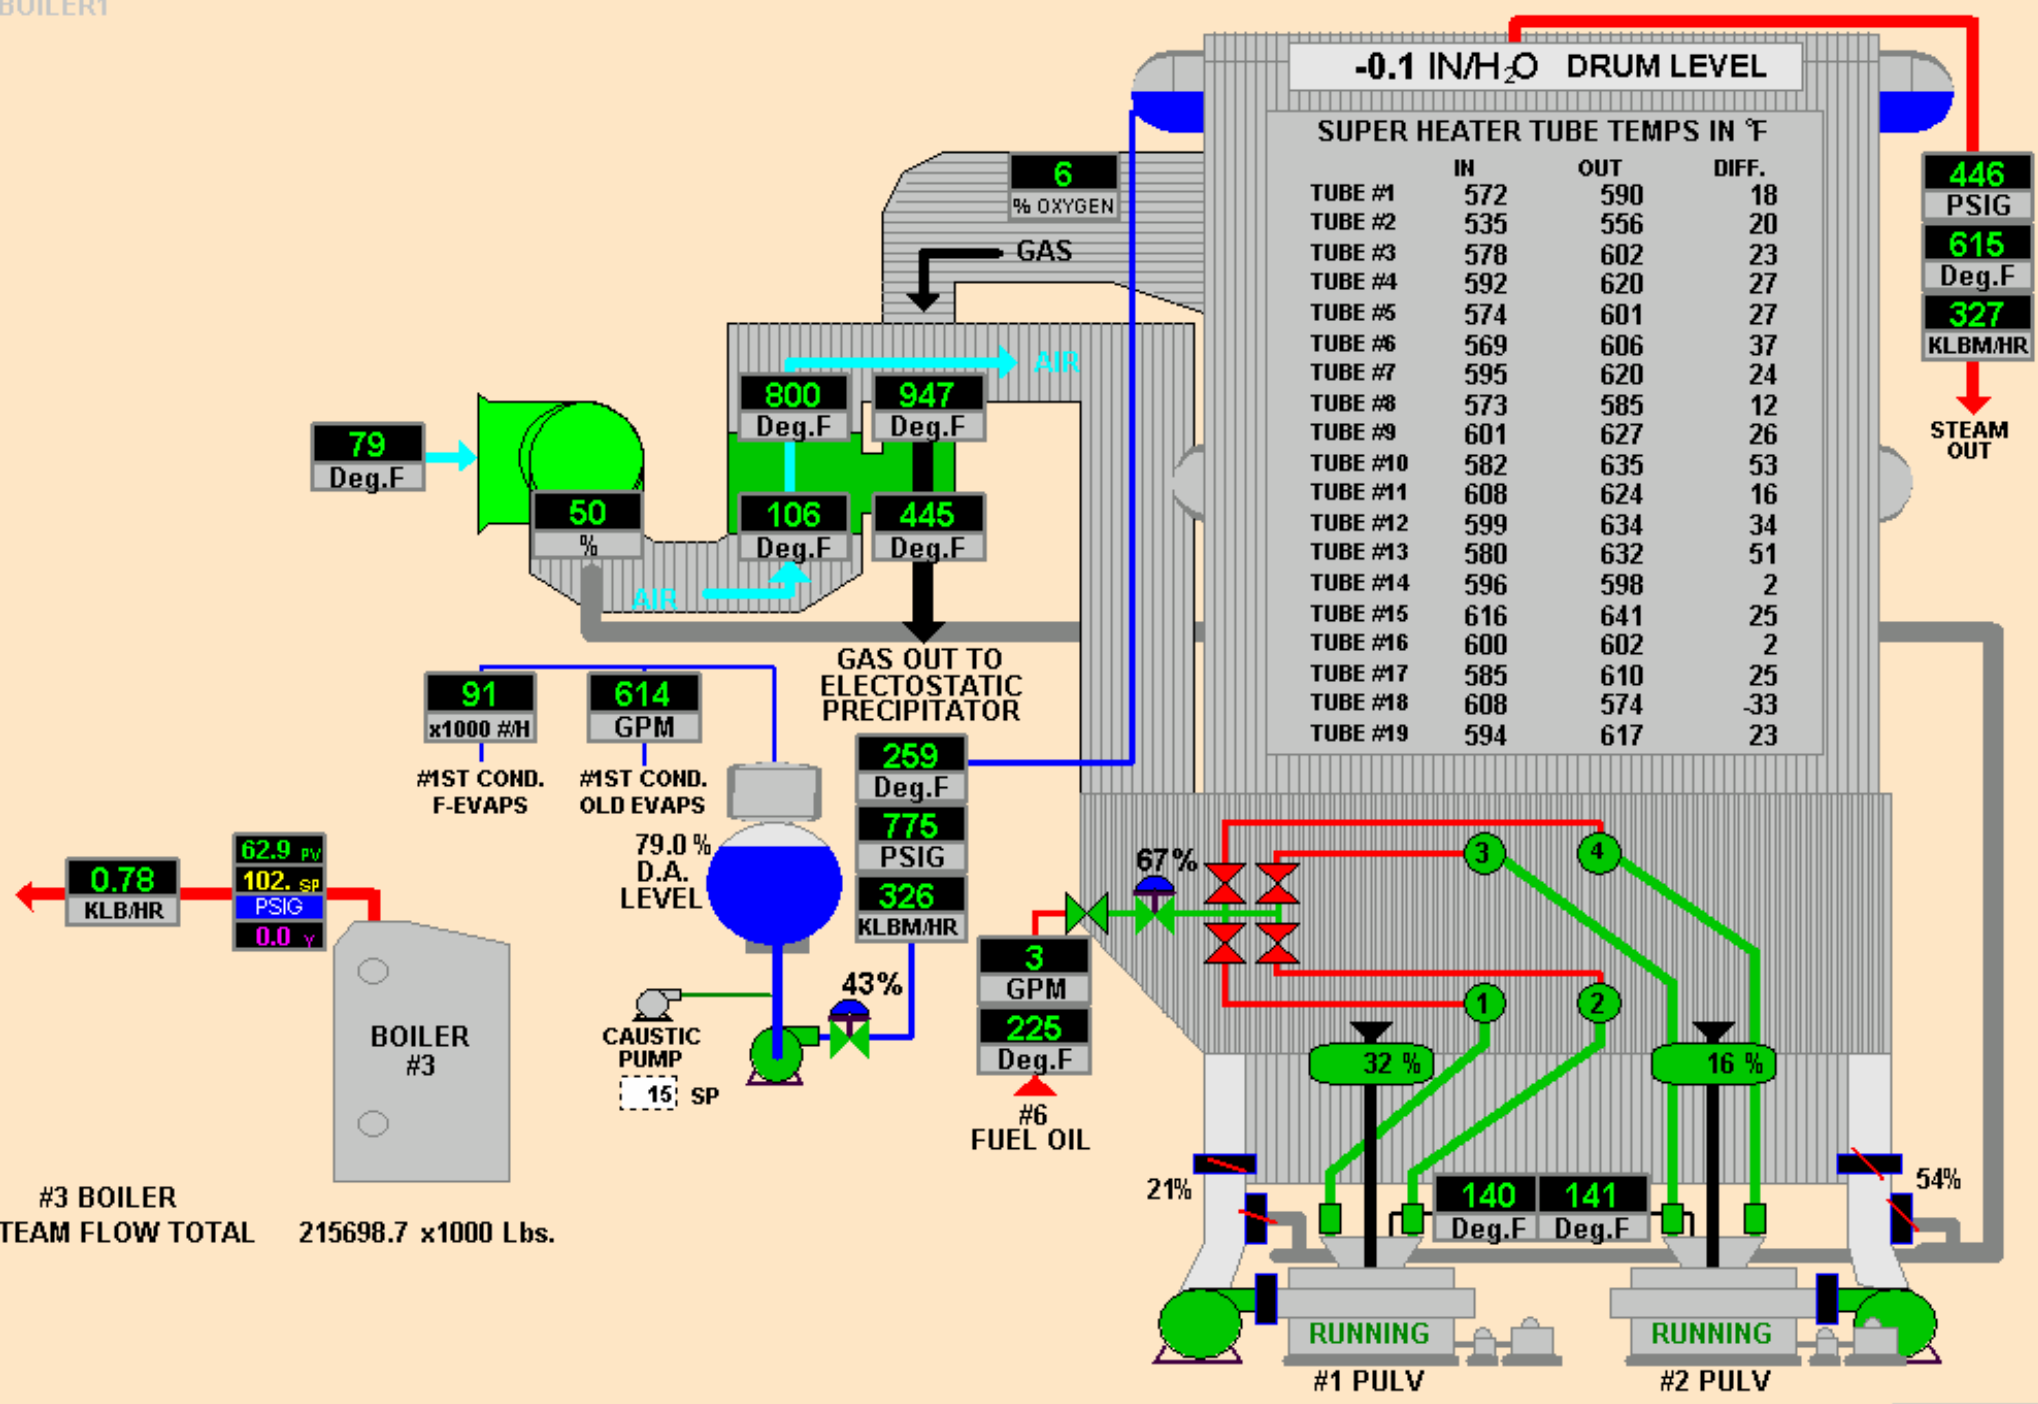 BOILER1
-0.1 IN/H₂O DRUM LEVEL
SUPER HEATER TUBE TEMPS IN °F
IN OUT DIFF.
TUBE #1 572 590 18
TUBE #2 535 556 20
TUBE #3 578 602 23
TUBE #4 592 620 27
TUBE #5 574 601 27
TUBE #6 569 606 37
TUBE #7 595 620 24
TUBE #8 573 585 12
TUBE #9 601 627 26
TUBE #10 582 635 53
TUBE #11 608 624 16
TUBE #12 599 634 34
TUBE #13 580 632 51
TUBE #14 596 598 2
TUBE #15 616 641 25
TUBE #16 600 602 2
TUBE #17 585 610 25
TUBE #18 608 574 -33
TUBE #19 594 617 23
446
PSIG
615
Deg.F
327
KLBM/HR
STEAM
OUT
6
% OXYGEN
GAS
AIR
800
Deg.F
947
Deg.F
79
Deg.F
50
%
106
Deg.F
445
Deg.F
AIR
GAS OUT TO
ELECTOSTATIC
PRECIPITATOR
91
x1000 #/H
#1ST COND.
F-EVAPS
614
GPM
#1ST COND.
OLD EVAPS
259
Deg.F
775
PSIG
326
KLBM/HR
79.0 %
D.A.
LEVEL
43%
CAUSTIC
PUMP
15 SP
0.78
KLB/HR
62.9 PV
102. SP
PSIG
0.0 Y
BOILER
#3
#3 BOILER
TEAM FLOW TOTAL 215698.7 x1000 Lbs.
67%
3
GPM
225
Deg.F
#6
FUEL OIL
3
4
1
2
32 %
16 %
21%
54%
140
Deg.F
141
Deg.F
RUNNING
#1 PULV
RUNNING
#2 PULV